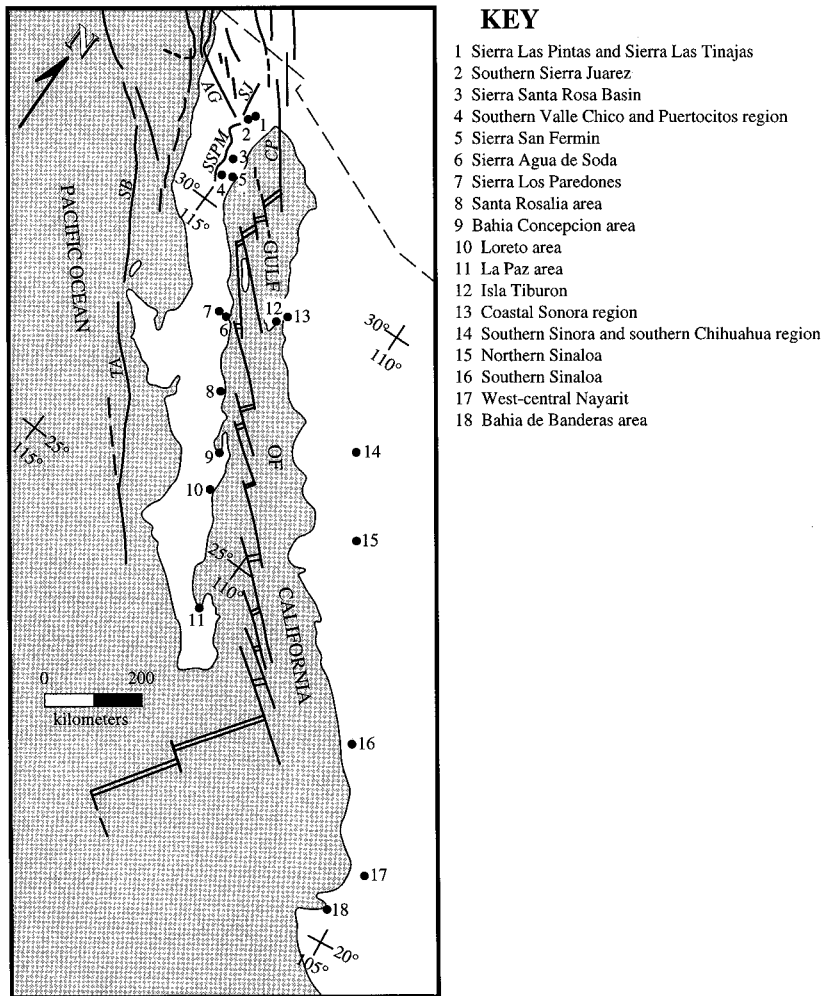 N
AG
SJ
2
1
SSPM
3
CP
4
5
30°
115°
SB
PACIFIC OCEAN
GULF
7
6
12
13
30°
110°
TA
8
25°
115°
9
OF
14
10
15
25°
110°
CALIFORNIA
11
0 200
kilometers
16
17
18
20°
105°
KEY
1 Sierra Las Pintas and Sierra Las Tinajas
2 Southern Sierra Juarez
3 Sierra Santa Rosa Basin
4 Southern Valle Chico and Puertocitos region
5 Sierra San Fermin
6 Sierra Agua de Soda
7 Sierra Los Paredones
8 Santa Rosalia area
9 Bahia Concepcion area
10 Loreto area
11 La Paz area
12 Isla Tiburon
13 Coastal Sonora region
14 Southern Sinora and southern Chihuahua region
15 Northern Sinaloa
16 Southern Sinaloa
17 West-central Nayarit
18 Bahia de Banderas area